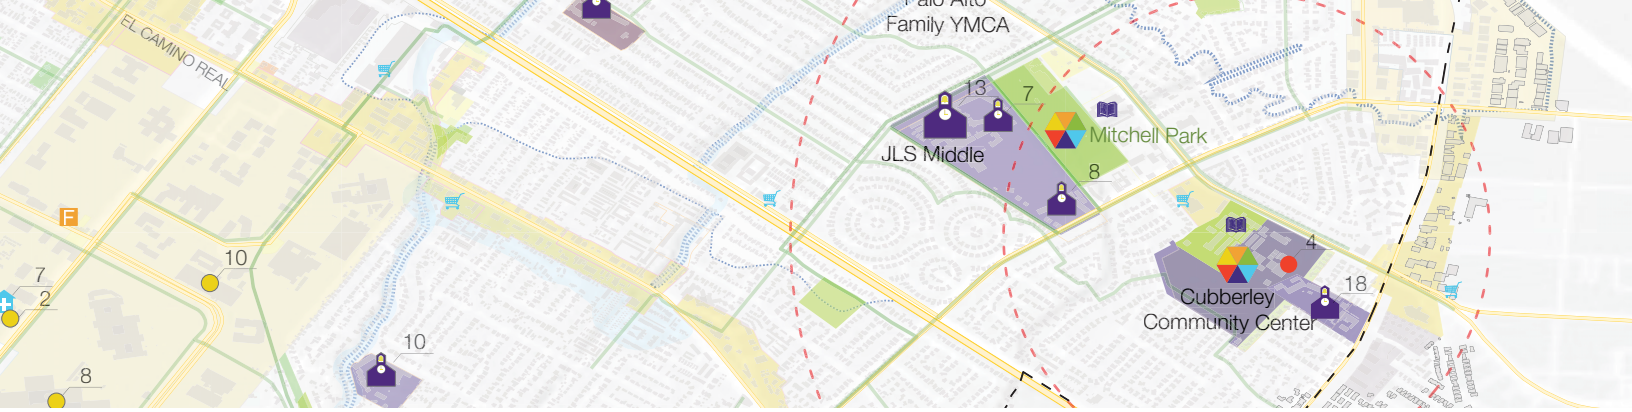 Palo Alto
Family YMCA
EL CAMINO REAL
13
7
Mitchell Park
JLS Middle
8
F
4
10
7
2
18
Cubberley
Community Center
10
8